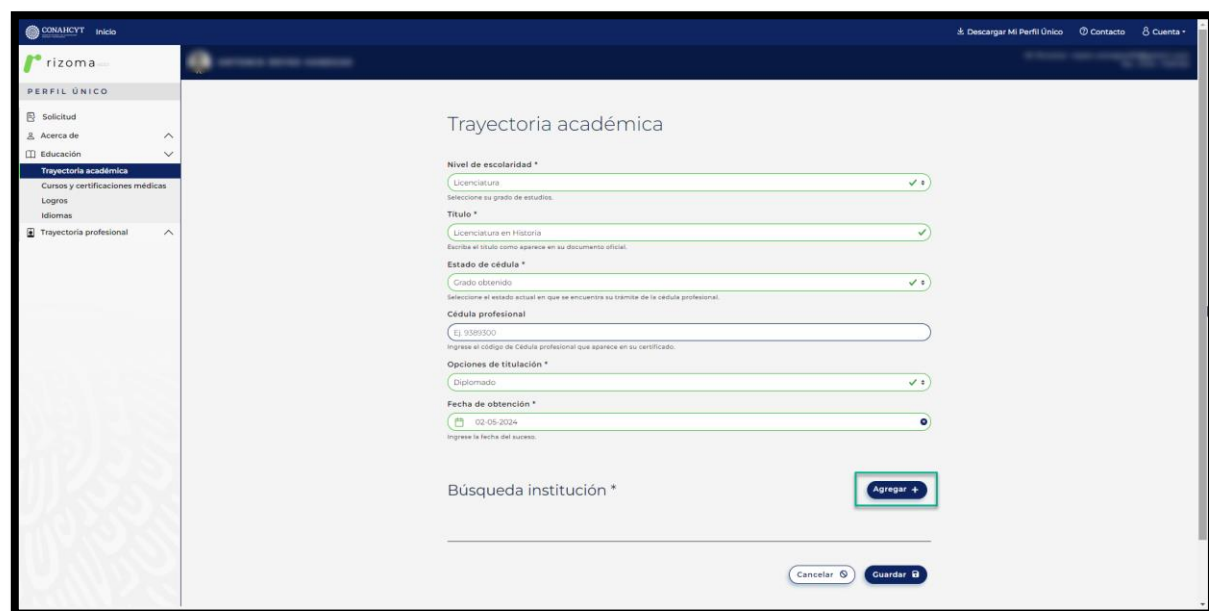 CONAHCYT Inicio
Descargar Mi Perfil Único Contacto Cuenta
rizoma
PERFIL ÚNICO
Solicitud
Acerca de
Educación
Trayectoria académica
Cursos y certificaciones médicas
Logros
Idiomas
Trayectoria profesional
Trayectoria académica
Nivel de escolaridad *
Licenciatura
Seleccione su grado de estudios.
Título *
Licenciatura en Historia
Escriba el título como aparece en su documento oficial.
Estado de cédula *
Grado obtenido
Seleccione el estado actual en que se encuentra su trámite de la cédula profesional.
Cédula profesional
Ej. 9389300
Ingrese el código de Cédula profesional que aparece en su certificado.
Opciones de titulación *
Diplomado
Fecha de obtención *
02-05-2024
Ingrese la fecha del suceso.
Búsqueda institución *
Agregar +
Cancelar
Guardar